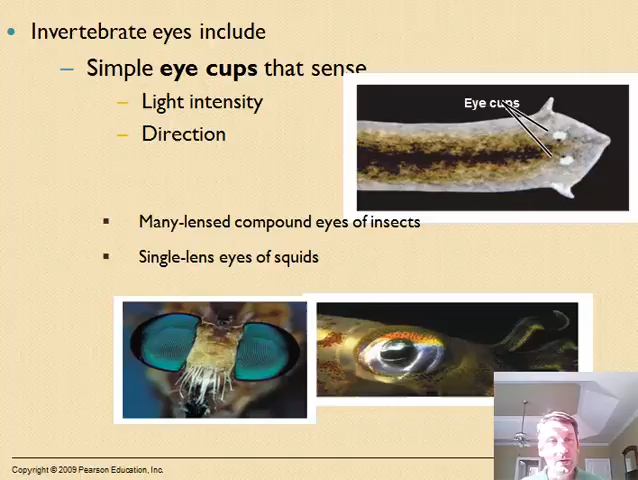 Invertebrate eyes include
– Simple eye cups that sense
– Light intensity
– Direction
Eye cups
Many-lensed compound eyes of insects
Single-lens eyes of squids
Copyright © 2009 Pearson Education, Inc.